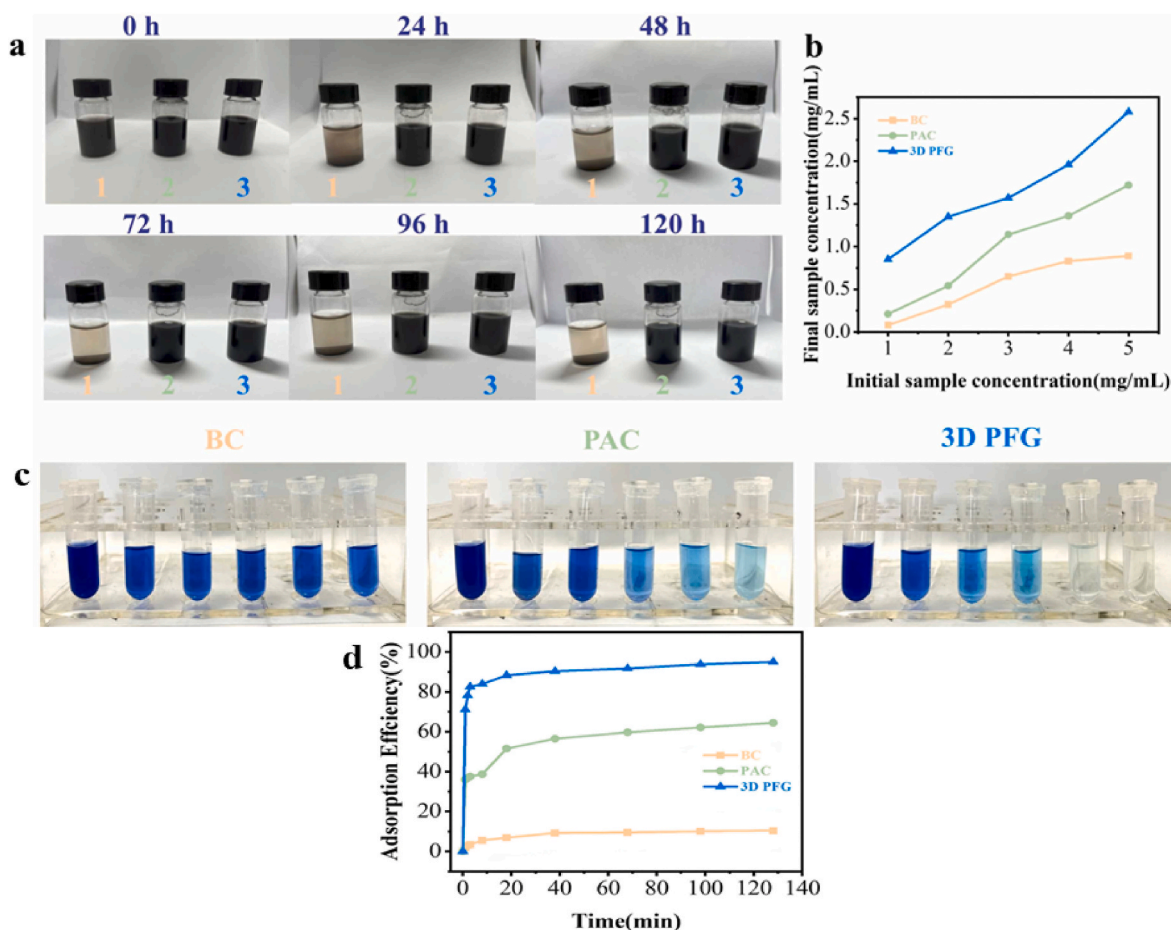 a
0 h
24 h
48 h
1 2 3
1 2 3
1 2 3
72 h
96 h
120 h
1 2 3
1 2 3
1 2 3
b
Final sample concentration(mg/mL)
2.5
2.0
1.5
1.0
0.5
0.0
BC
PAC
3D PFG
1 2 3 4 5
Initial sample concentration(mg/mL)
c
BC
PAC
3D PFG
d
Adsorption Effciency(%)
100
80
60
40
20
0
BC
PAC
3D PFG
0 20 40 60 80 100 120 140
Time(min)